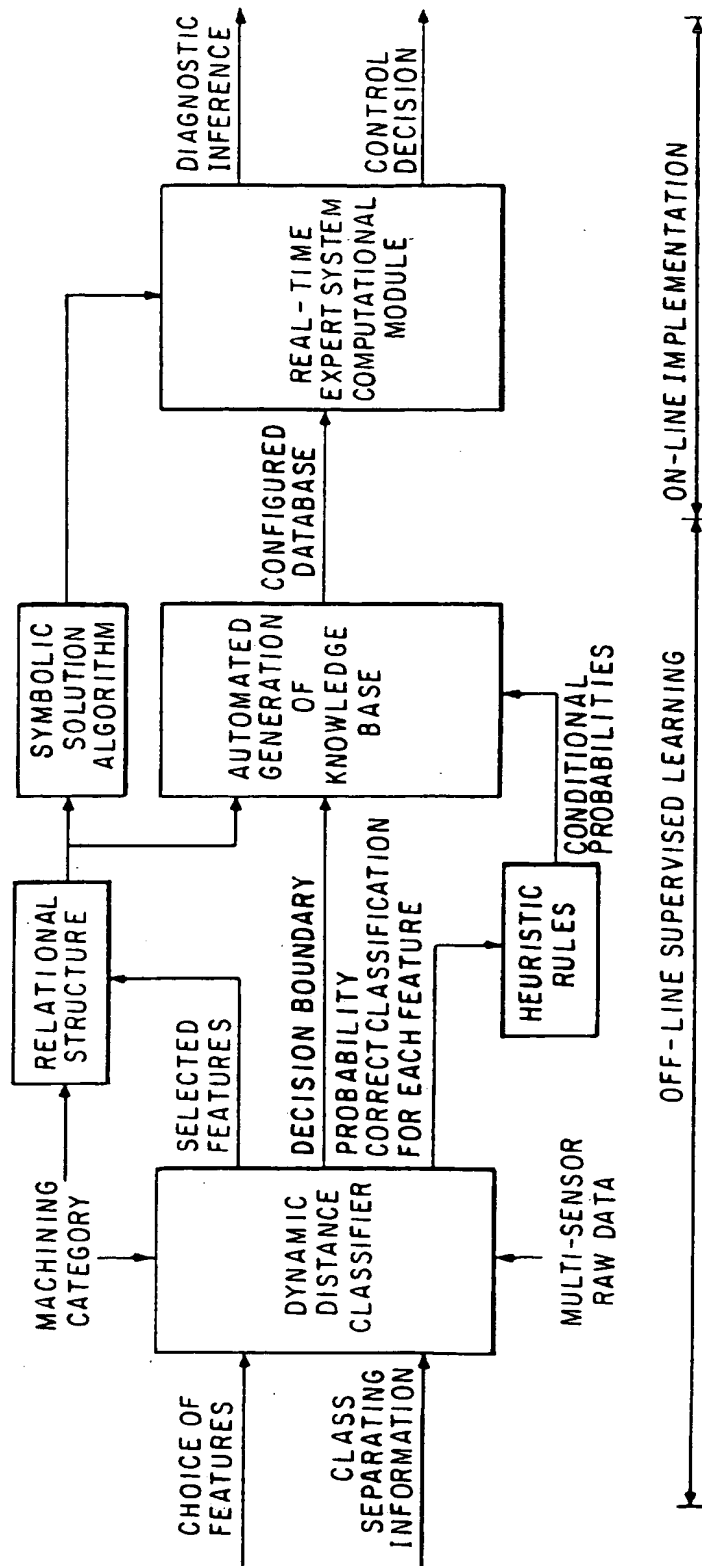 CHOICE OF
FEATURES
CLASS
SEPARATING
INFORMATION
MACHINING
CATEGORY
DYNAMIC
DISTANCE
CLASSIFIER
MULTI-SENSOR
RAW DATA
RELATIONAL
STRUCTURE
SELECTED
FEATURES
DECISION BOUNDARY
PROBABILITY
CORRECT CLASSIFICATION
FOR EACH FEATURE
HEURISTIC
RULES
CONDITIONAL
PROBABILITIES
SYMBOLIC
SOLUTION
ALGORITHM
AUTOMATED
GENERATION
OF
KNOWLEDGE
BASE
CONFIGURED
DATABASE
REAL-TIME
EXPERT SYSTEM
COMPUTATIONAL
MODULE
DIAGNOSTIC
INFERENCE
CONTROL
DECISION
OFF-LINE SUPERVISED LEARNING
ON-LINE IMPLEMENTATION